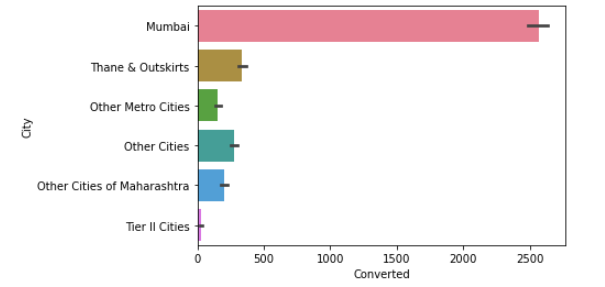 Mumbai
Thane & Outskirts
Other Metro Cities
Other Cities
Other Cities of Maharashtra
Tier II Cities
City
0 500 1000 1500 2000 2500
Converted